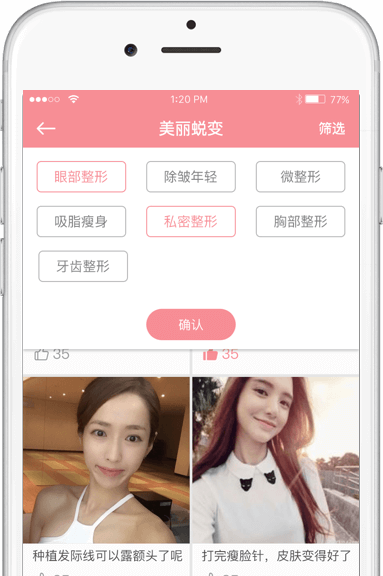 1:20 PM
77%
美丽蜕变
筛选
眼部整形
除皱年轻
微整形
吸脂瘦身
私密整形
胸部整形
牙齿整形
确认
35
35
种植发际线可以露额头了呢
打完瘦脸针，皮肤变得好了